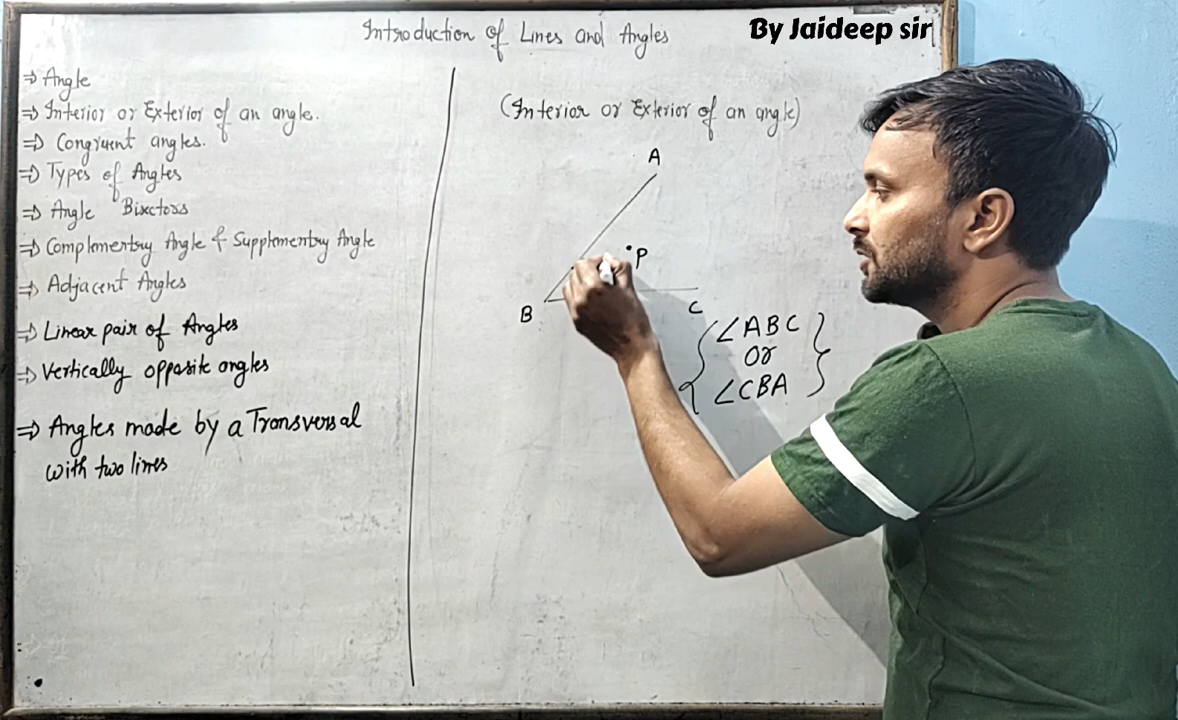 Introduction of Lines and Angles
By Jaideep sir
⇒ Angle
⇒ Interior or Exterior of an angle.
⇒ Congruent angles.
⇒ Types of Angles
⇒ Angle Bisectors
⇒ Complementry Angle & Supplementry Angle
⇒ Adjacent Angles
⇒ Linear pair of Angles
⇒ Vertically opposite angles
⇒ Angles made by a Transversal
with two lines
(Interior or Exterior of an angle)
A
P
B
C
∠ABC
or
∠CBA